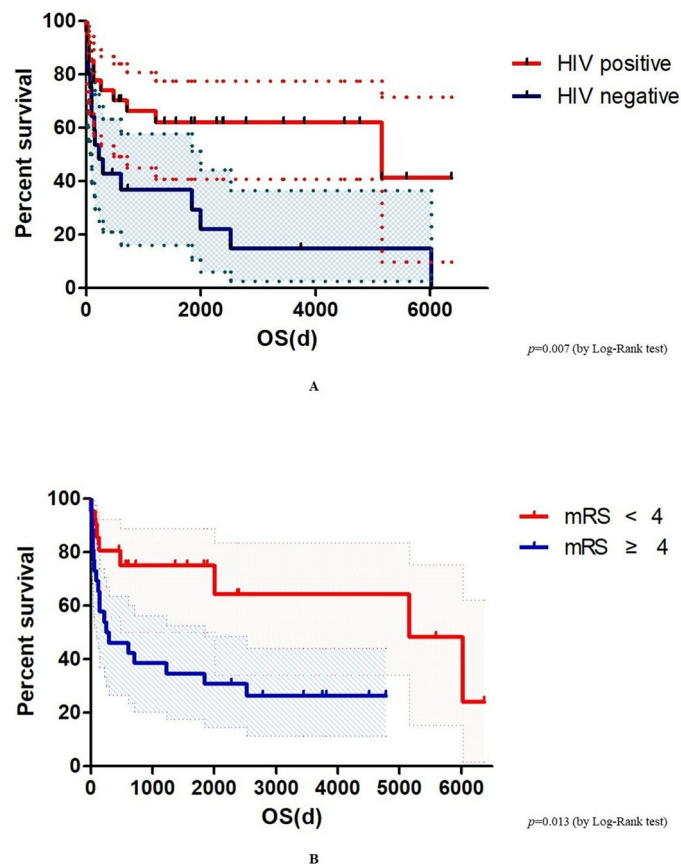 100
80
60
40
20
0
Percent survival
0 2000 4000 6000
OS(d)
HIV positive
HIV negative
p=0.007 (by Log-Rank test)
A
100
80
60
40
20
0
Percent survival
0 1000 2000 3000 4000 5000 6000
OS(d)
mRS < 4
mRS ≥ 4
p=0.013 (by Log-Rank test)
B